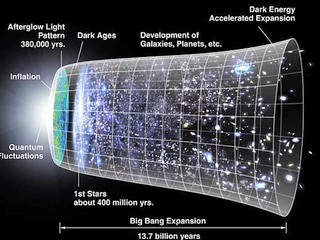 Dark Energy
Accelerated Expansion
Afterglow Light
Pattern
380,000 yrs.
Dark Ages
Development of
Galaxies, Planets, etc.
Inflation
Quantum
Fluctuations
1st Stars
about 400 million yrs.
Big Bang Expansion
13.7 billion years